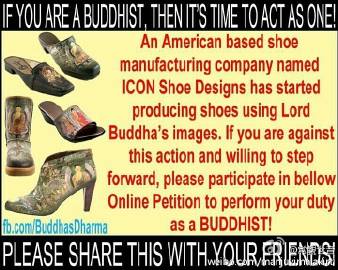 IF YOU ARE A BUDDHIST, THEN IT'S TIME TO ACT AS ONE!
An American based shoe
manufacturing company named
ICON Shoe Designs has started
producing shoes using Lord
Buddha's images. If you are against
this action and willing to step
forward, please participate in bellow
Online Petition to perform your duty
as a BUDDHIST!
fb.com/BuddhasDharma
PLEASE SHARE THIS WITH YOUR FRIENDS!